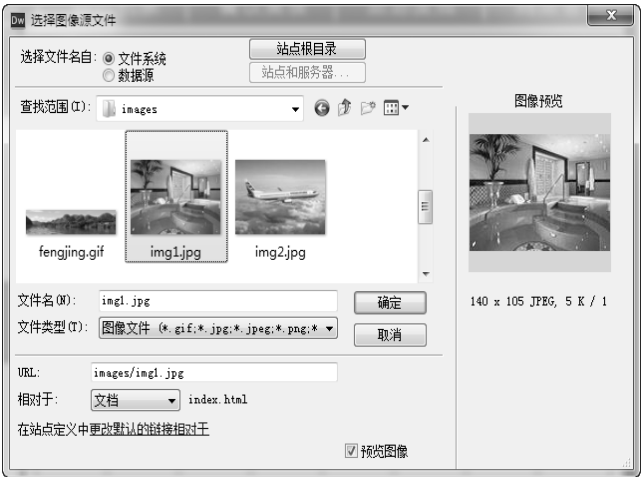 Dw 选择图像源文件
选择文件名自: 文件系统 站点根目录
数据源 站点和服务器...
查找范围(I): images
图像预览
fengjing.gif img1.jpg img2.jpg
文件名(N): img1.jpg 确定
140 x 105 JPEG, 5 K / 1
文件类型(T): 图像文件 (*.gif;*.jpg;*.jpeg;*.png;* 取消
URL: images/img1.jpg
相对于: 文档 index.html
在站点定义中更改默认的链接相对于
预览图像